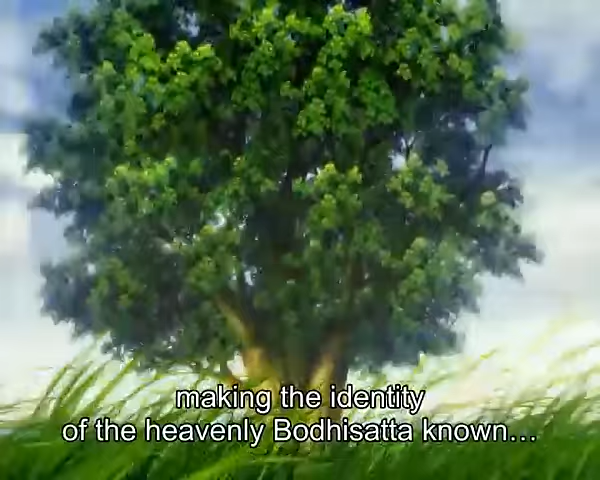 making the identity
of the heavenly Bodhisatta known…